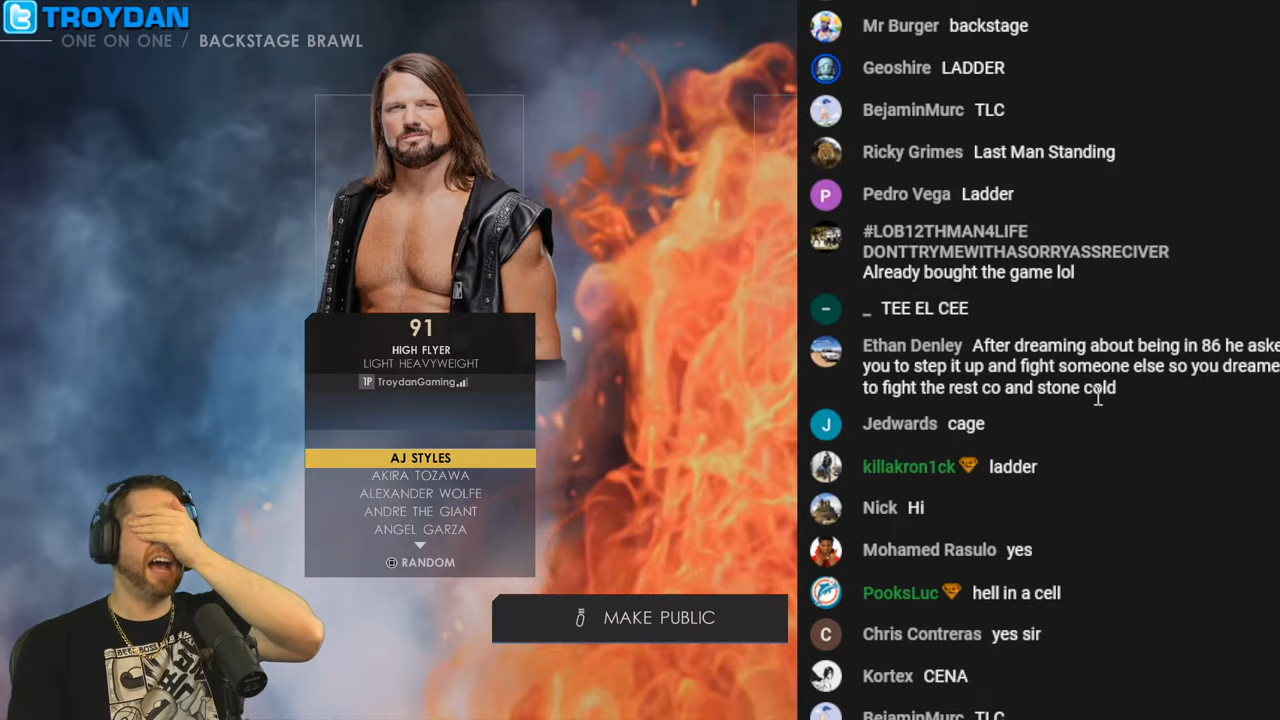 TROYDAN
ONE ON ONE / BACKSTAGE BRAWL
91
HIGH FLYER
LIGHT HEAVYWEIGHT
1P TroydanGaming
AJ STYLES
AKIRA TOZAWA
ALEXANDER WOLFE
ANDRE THE GIANT
ANGEL GARZA
RANDOM
MAKE PUBLIC
Mr Burger backstage
Geoshire LADDER
BejaminMurc TLC
Ricky Grimes Last Man Standing
P Pedro Vega Ladder
#LOB12THMAN4LIFE
DONTTRYMEWITHASORRYASSRECIVER
Already bought the game lol
- _ TEE EL CEE
Ethan Denley After dreaming about being in 86 he aske
you to step it up and fight someone else so you dreame
to fight the rest co and stone cold
J Jedwards cage
killakron1ck ladder
Nick Hi
Mohamed Rasulo yes
PooksLuc hell in a cell
C Chris Contreras yes sir
Kortex CENA
BejaminMurc TLC